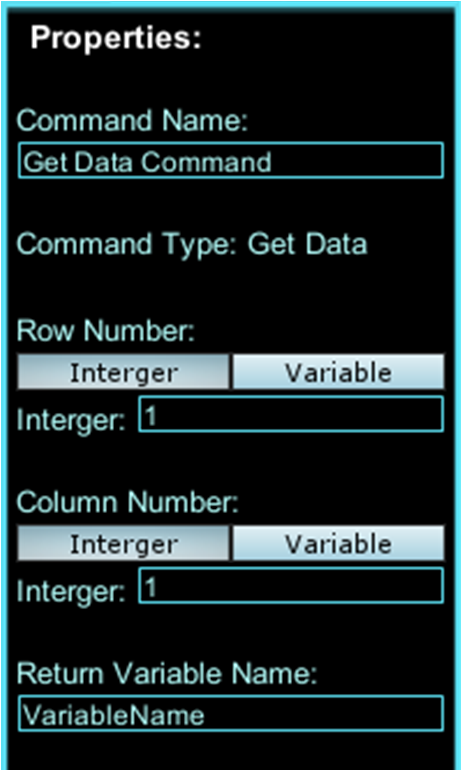 Properties:
Command Name:
Get Data Command
Command Type: Get Data
Row Number:
Interger Variable
Interger: 1
Column Number:
Interger Variable
Interger: 1
Return Variable Name:
VariableName